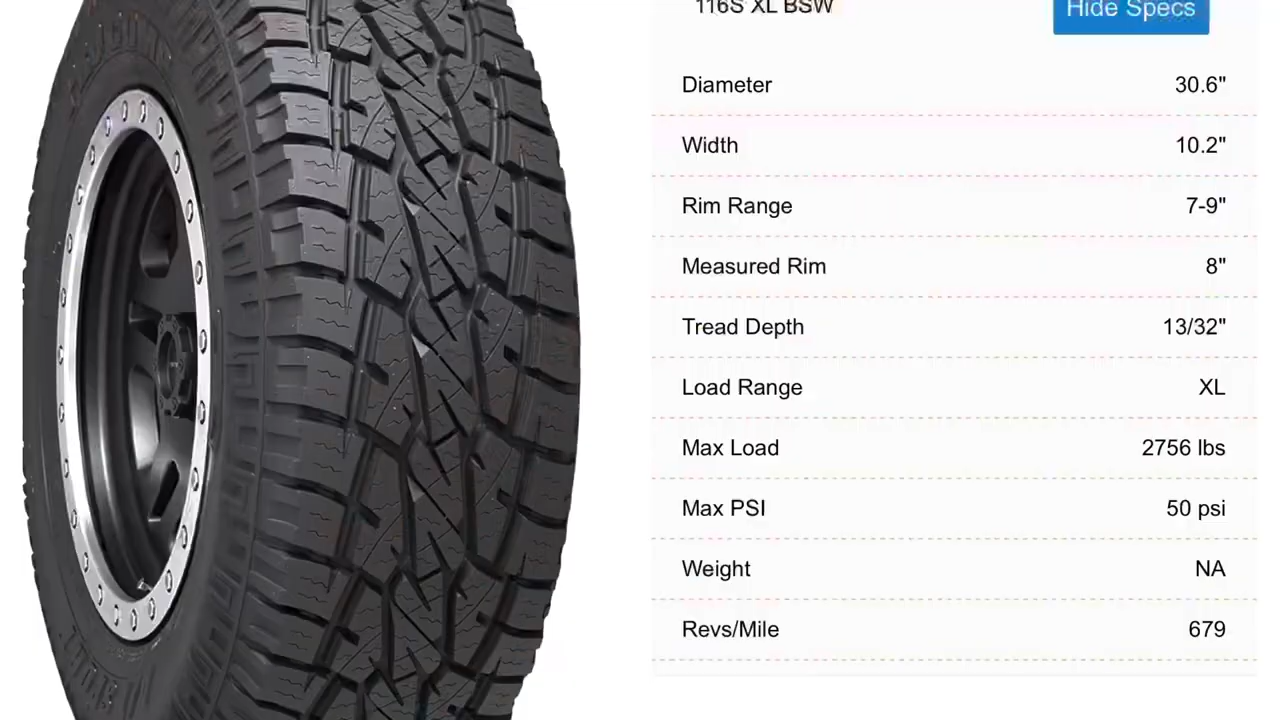 116S XL BSW
Hide Specs
Diameter 30.6"
Width 10.2"
Rim Range 7-9"
Measured Rim 8"
Tread Depth 13/32"
Load Range XL
Max Load 2756 lbs
Max PSI 50 psi
Weight NA
Revs/Mile 679